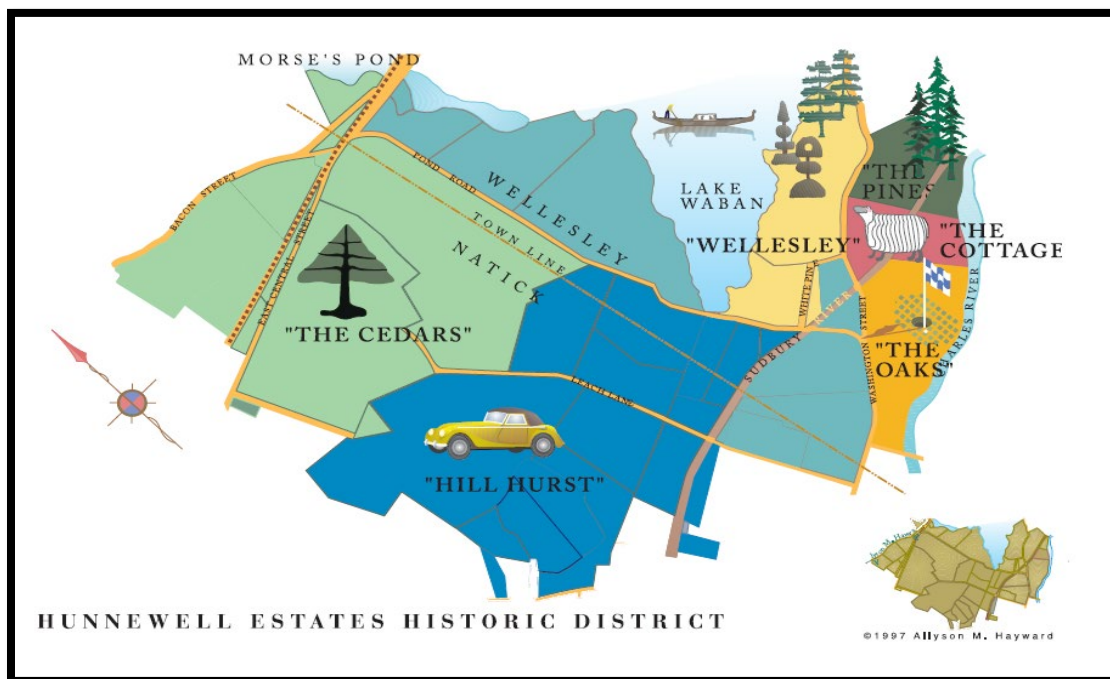 MORSE'S POND
BACON STREET
EAST CENTRAL STREET
POND ROAD
WELLESLEY
TOWN LINE
NATICK
LAKE
WABAN
"WELLESLEY"
"THE
PINES
"THE
COTTAGE
WHITE PINE
SUDBURY RIVER
WASHINGTON STREET
"THE
OAKS"
CHARLES RIVER
"THE CEDARS"
LEACH LANE
"HILL HURST"
HUNNEWELL ESTATES HISTORIC DISTRICT
©1997 Allyson M. Hayward